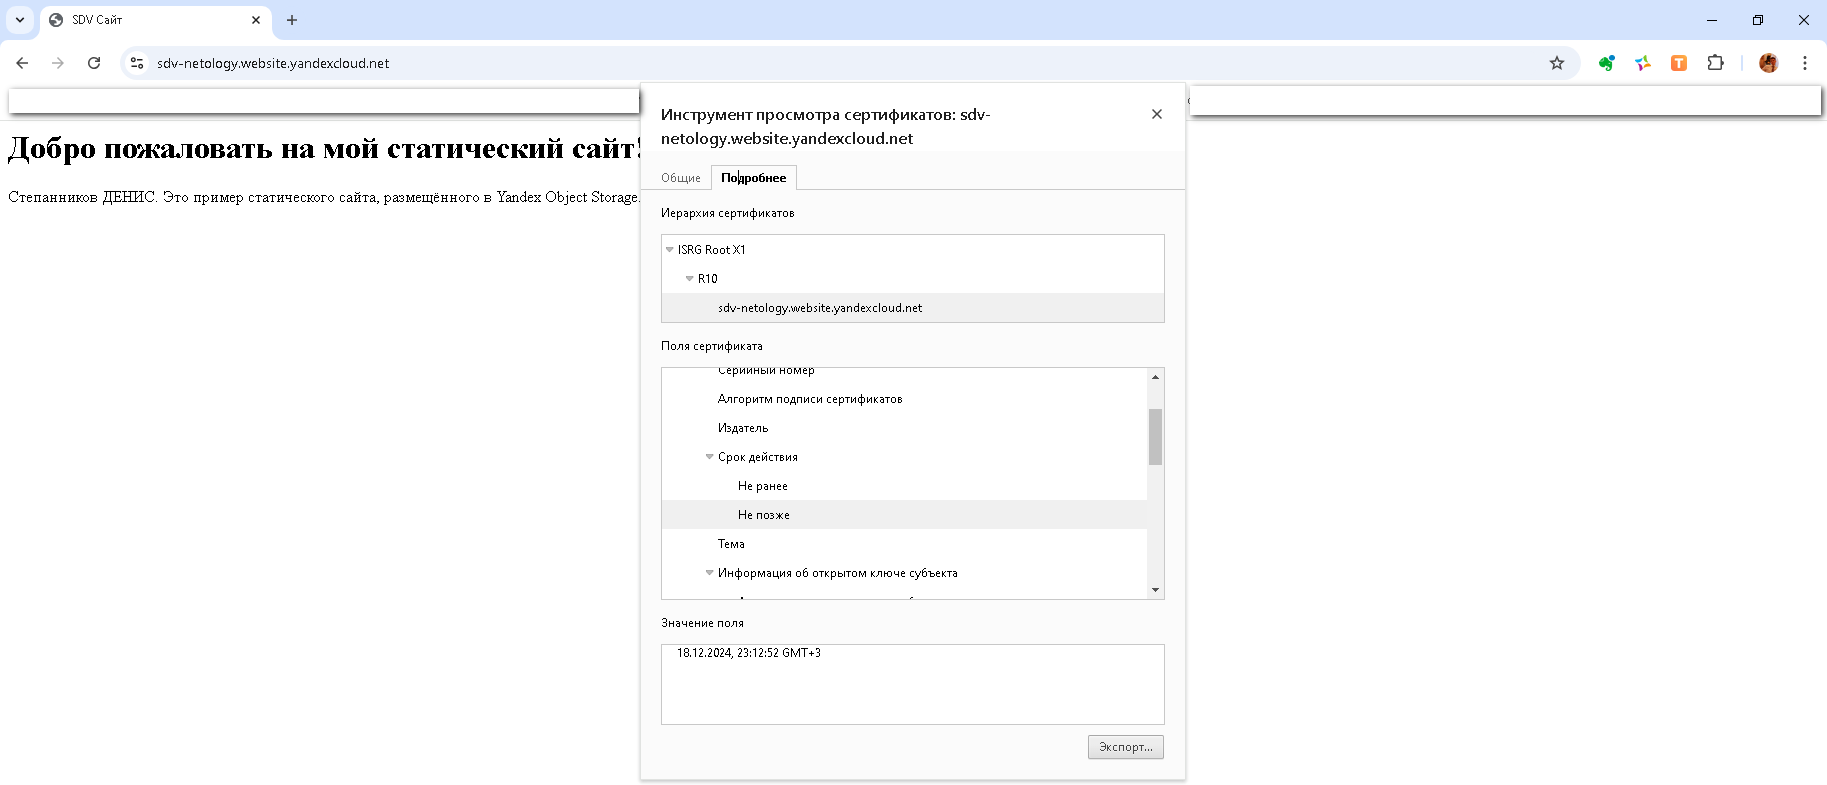 SDV Сайт
sdv-netology.website.yandexcloud.net
Добро пожаловать на мой статический сайт!
Степанников ДЕНИС. Это пример статического сайта, размещённого в Yandex Object Storage.
Инструмент просмотра сертификатов: sdv-
netology.website.yandexcloud.net
Общие
Подробнее
Иерархия сертификатов
ISRG Root X1
R10
sdv-netology.website.yandexcloud.net
Поля сертификата
Серийный номер
Алгоритм подписи сертификатов
Издатель
Срок действия
Не ранее
Не позже
Тема
Информация об открытом ключе субъекта
Значение поля
18.12.2024, 23:12:52 GMT+3
Экспорт...